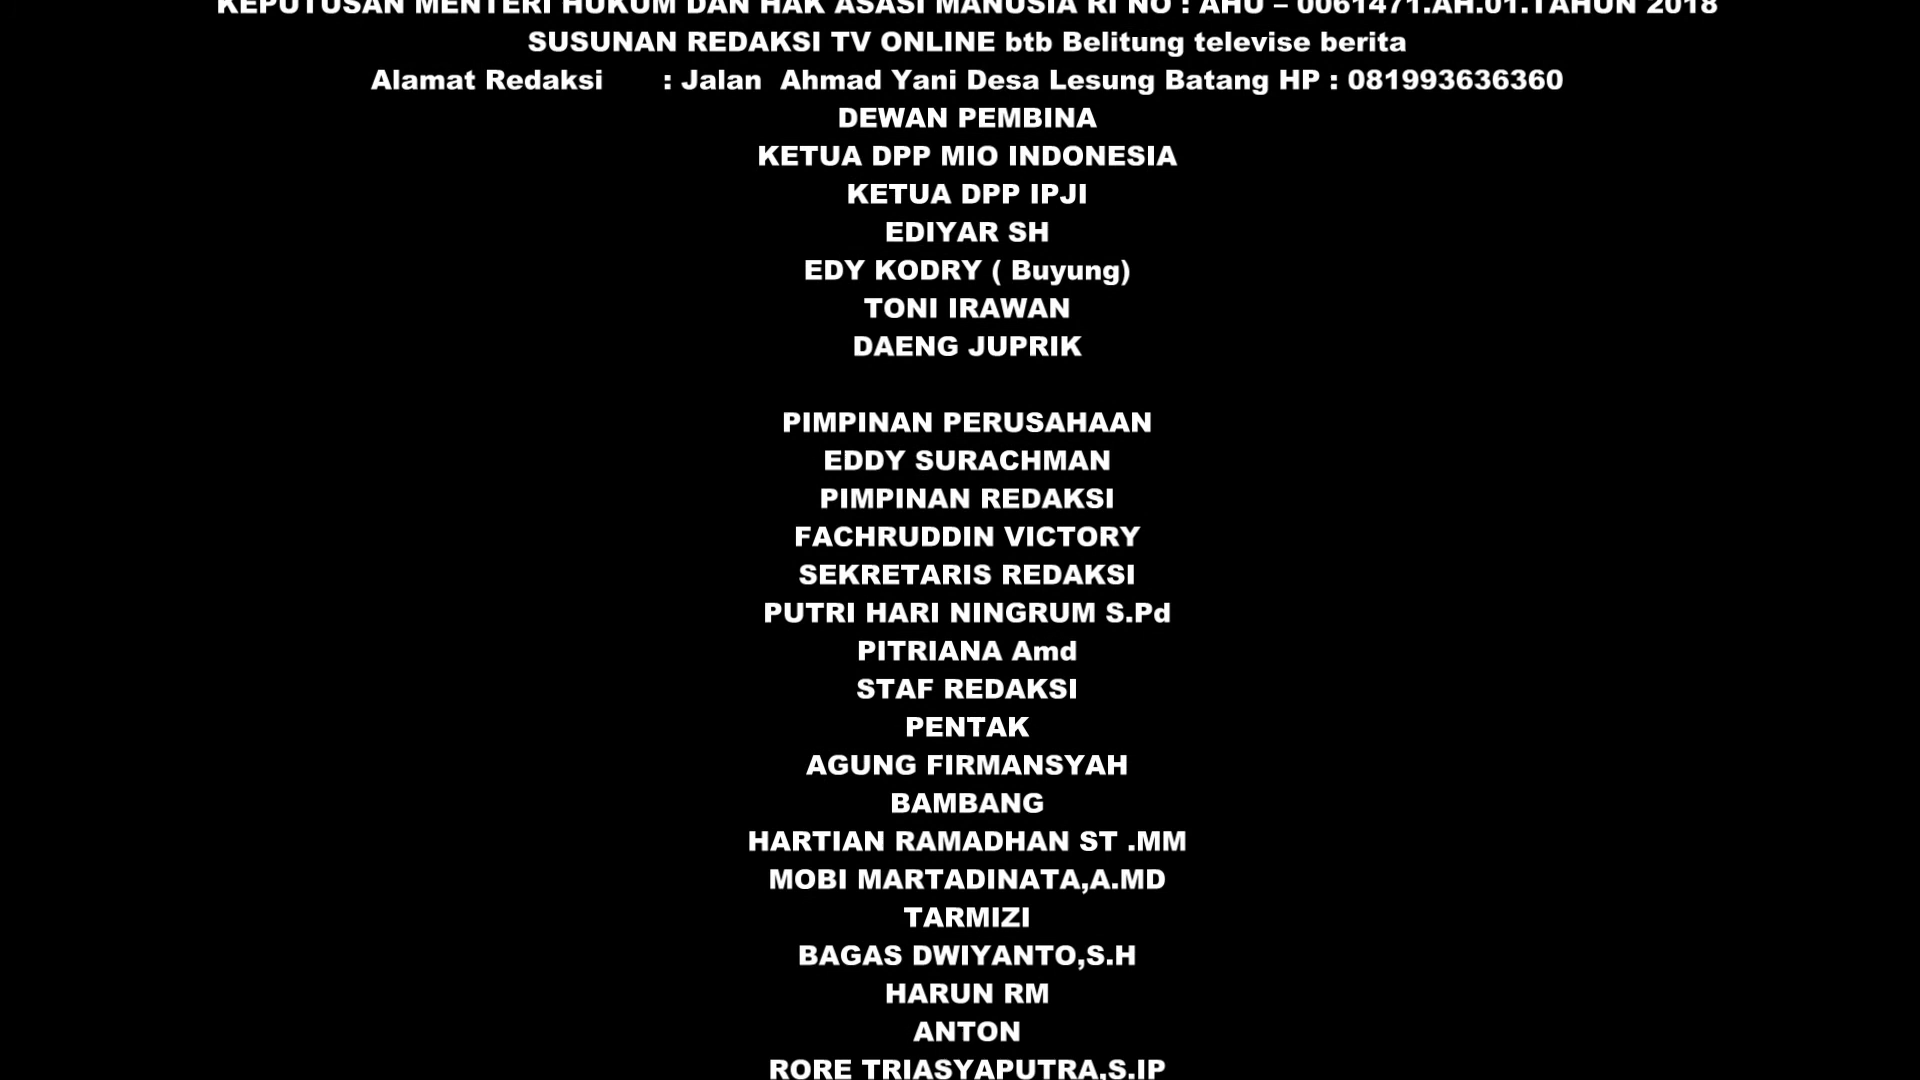 KEPUTUSAN MENTERI HUKUM DAN HAK ASASI MANUSIA RI NO : AHU – 0061471.AH.01.TAHUN 2018
SUSUNAN REDAKSI TV ONLINE btb Belitung televise berita
Alamat Redaksi : Jalan Ahmad Yani Desa Lesung Batang HP : 081993636360
DEWAN PEMBINA
KETUA DPP MIO INDONESIA
KETUA DPP IPJI
EDIYAR SH
EDY KODRY ( Buyung)
TONI IRAWAN
DAENG JUPRIK
PIMPINAN PERUSAHAAN
EDDY SURACHMAN
PIMPINAN REDAKSI
FACHRUDDIN VICTORY
SEKRETARIS REDAKSI
PUTRI HARI NINGRUM S.Pd
PITRIANA Amd
STAF REDAKSI
PENTAK
AGUNG FIRMANSYAH
BAMBANG
HARTIAN RAMADHAN ST .MM
MOBI MARTADINATA,A.MD
TARMIZI
BAGAS DWIYANTO,S.H
HARUN RM
ANTON
RORE TRIASYAPUTRA,S.IP